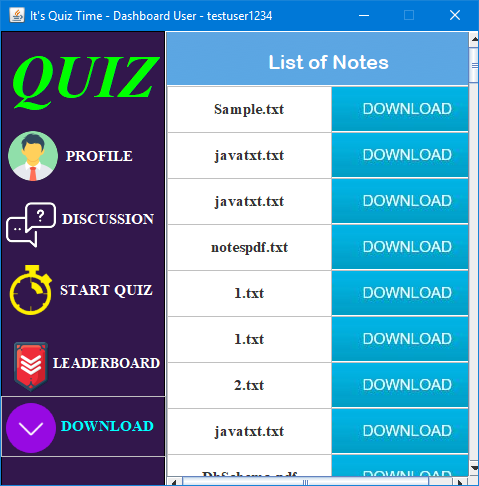 It's Quiz Time - Dashboard User - testuser1234
QUIZ
PROFILE
DISCUSSION
START QUIZ
LEADERBOARD
DOWNLOAD
List of Notes
Sample.txt DOWNLOAD
javatxt.txt DOWNLOAD
javatxt.txt DOWNLOAD
notespdf.txt DOWNLOAD
1.txt DOWNLOAD
1.txt DOWNLOAD
2.txt DOWNLOAD
javatxt.txt DOWNLOAD
DbSchema.pdf DOWNLOAD